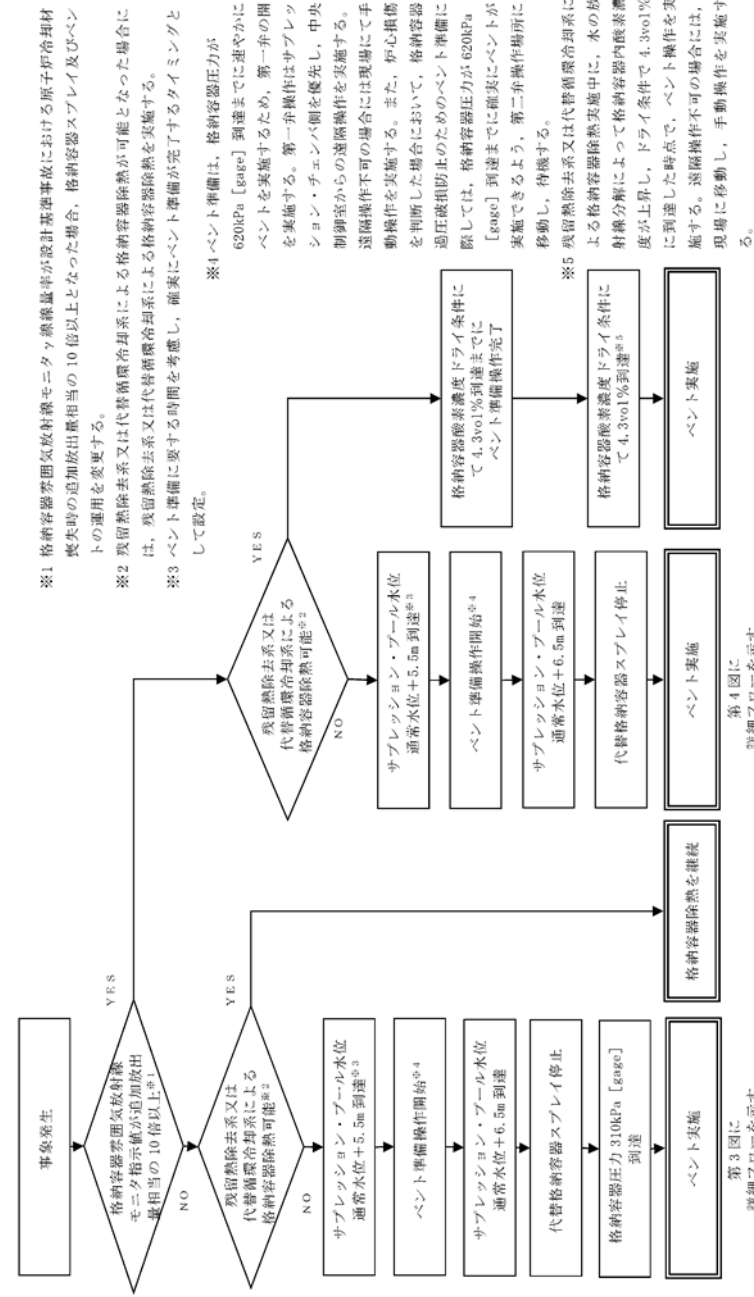 事象発生
格納容器雰囲気放射線
モニタ指示値が追加放出
量相当の10倍以上※1
YES
NO
残留熱除去系又は
代替循環冷却系による
格納容器除熱可能※2
YES
NO
サプレッション・プール水位
通常水位+5.5m到達※3
ベント準備操作開始※4
サプレッション・プール水位
通常水位+6.5m到達
代替格納容器スプレイ停止
格納容器圧力310kPa [gage]
到達
ベント実施
第3図に
詳細フローを示す
格納容器除熱を継続
残留熱除去系又は
代替循環冷却系による
格納容器除熱可能※2
YES
NO
サプレッション・プール水位
通常水位+5.5m到達※3
ベント準備操作開始※4
サプレッション・プール水位
通常水位+6.5m到達
代替格納容器スプレイ停止
ベント実施
第4図に
詳細フローを示す
格納容器酸素濃度ドライ条件に
て4.3vol%到達までに
ベント準備操作完了
格納容器酸素濃度ドライ条件に
て4.3vol%到達※5
ベント実施
※1 格納容器雰囲気放射線モニタγ線線量率が設計基準事故における原子炉冷却材
喪失時の追加放出量相当の10倍以上となった場合,格納容器スプレイ及びベン
トの運用を変更する。
※2 残留熱除去系又は代替循環冷却系による格納容器除熱が可能となった場合に
は,残留熱除去系又は代替循環冷却系による格納容器除熱を実施する。
※3 ベント準備に要する時間を考慮し,確実にベント準備が完了するタイミングと
して設定。
※4 ベント準備は,格納容器圧力が
620kPa [gage] 到達までに速やかに
ベントを実施するため,第一弁の開
を実施する。第一弁操作はサプレッ
ション・チェンバ側を優先し,中央
制御室からの遠隔操作を実施する。
遠隔操作不可の場合には現場にて手
動操作を実施する。また,炉心損傷
を判断した場合において,格納容器
過圧破損防止のためのベント準備に
際しては,格納容器圧力が620kPa
[gage] 到達までに確実にベントが
実施できるよう,第二弁操作場所に
移動し,待機する。
※5 残留熱除去系又は代替循環冷却系に
よる格納容器除熱実施中に,水の放
射線分解によって格納容器内酸素濃
度が上昇し,ドライ条件で4.3vol%
に到達した時点で,ベント操作を実
施する。遠隔操作不可の場合には,
現場に移動し,手動操作を実施す
る。